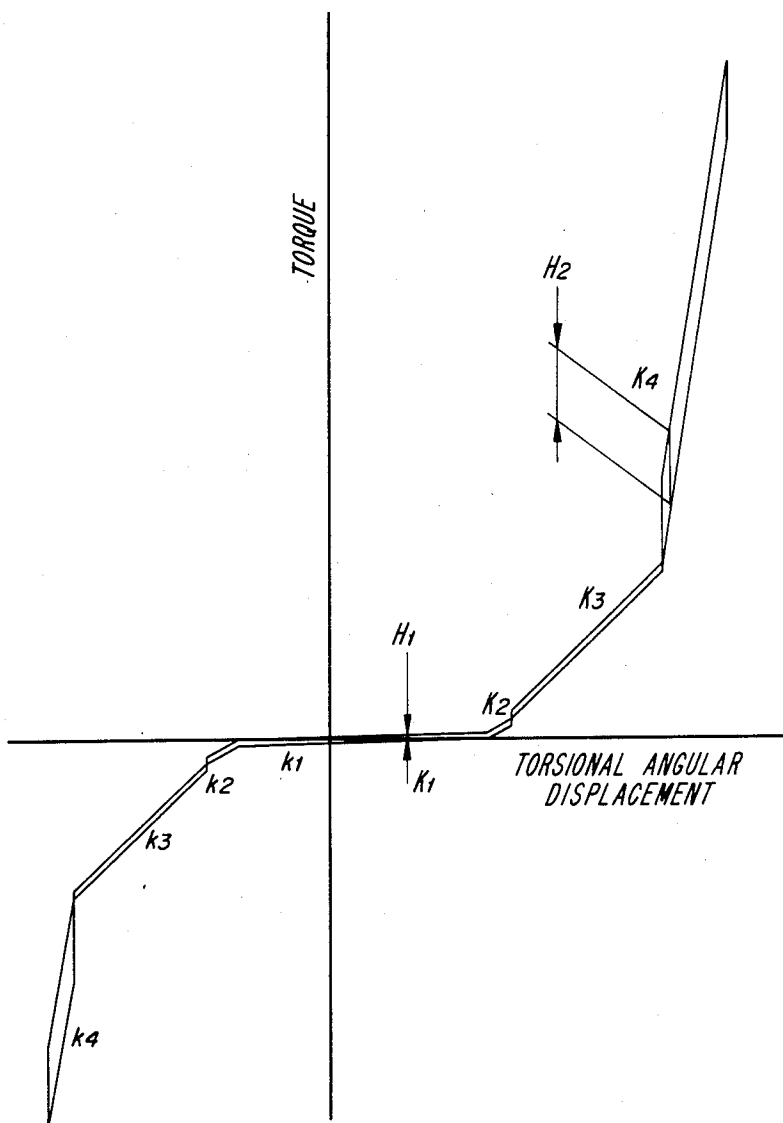 TORQUE
H2
K4
K3
H1
K2
k1
K1
k2
TORSIONAL ANGULAR
DISPLACEMENT
k3
k4